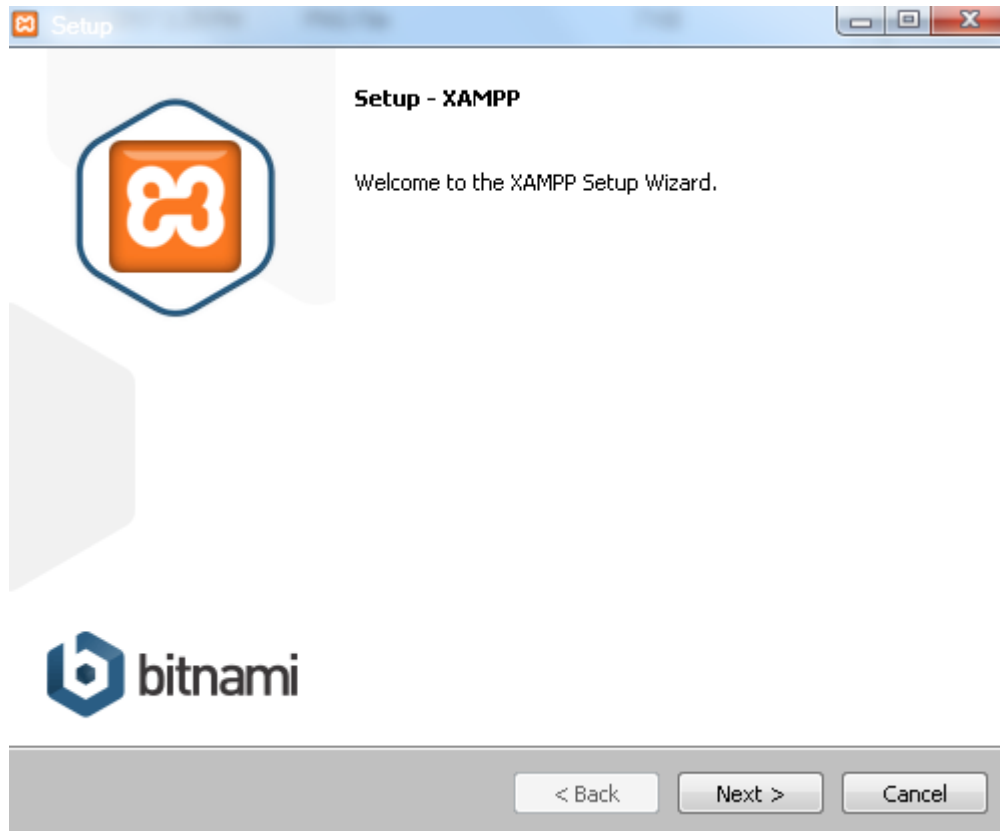 Setup
Setup - XAMPP
Welcome to the XAMPP Setup Wizard.
bitnami
< Back
Next >
Cancel